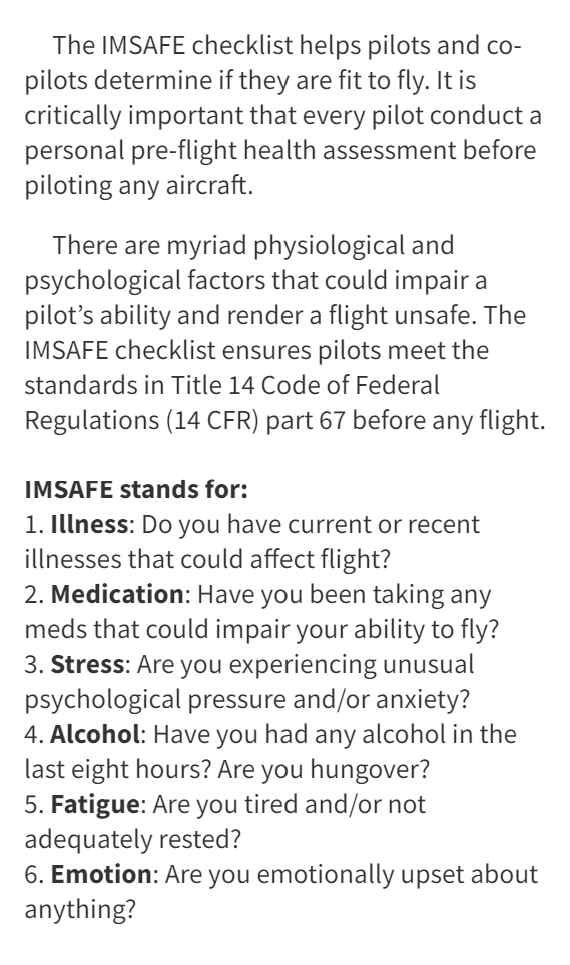 The IMSAFE checklist helps pilots and co-
pilots determine if they are fit to fly. It is
critically important that every pilot conduct a
personal pre-flight health assessment before
piloting any aircraft.
There are myriad physiological and
psychological factors that could impair a
pilot’s ability and render a flight unsafe. The
IMSAFE checklist ensures pilots meet the
standards in Title 14 Code of Federal
Regulations (14 CFR) part 67 before any flight.
IMSAFE stands for:
1. Illness: Do you have current or recent
illnesses that could affect flight?
2. Medication: Have you been taking any
meds that could impair your ability to fly?
3. Stress: Are you experiencing unusual
psychological pressure and/or anxiety?
4. Alcohol: Have you had any alcohol in the
last eight hours? Are you hungover?
5. Fatigue: Are you tired and/or not
adequately rested?
6. Emotion: Are you emotionally upset about
anything?